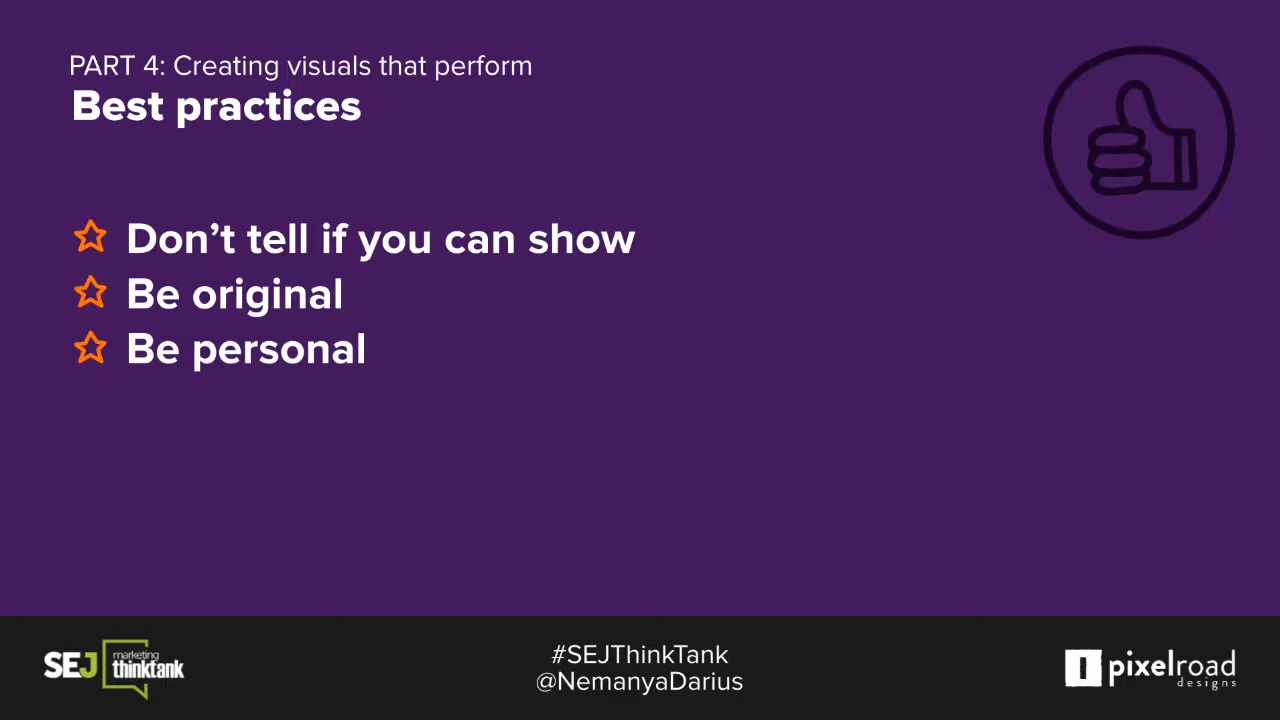 PART 4: Creating visuals that perform
Best practices
Don’t tell if you can show
Be original
Be personal
SEJ marketing thinktank
#SEJThinkTank
@NemanyaDarius
pixelroad
designs